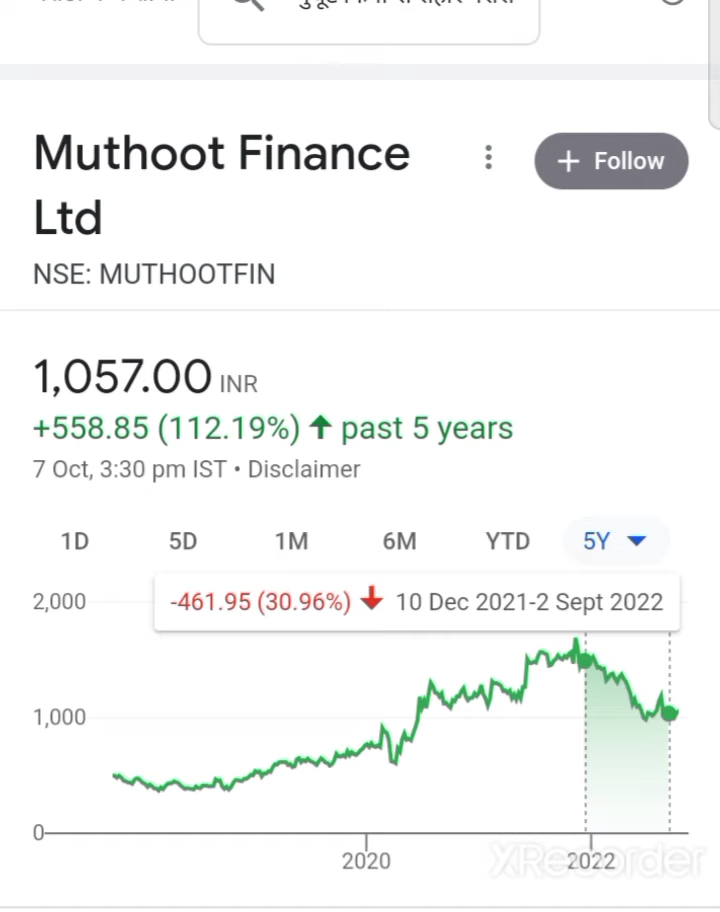 Muthoot Finance
Ltd
+ Follow
NSE: MUTHOOTFIN
1,057.00 INR
+558.85 (112.19%) ↑ past 5 years
7 Oct, 3:30 pm IST • Disclaimer
1D 5D 1M 6M YTD 5Y
2,000
-461.95 (30.96%) ↓ 10 Dec 2021-2 Sept 2022
1,000
0
2020 2022
XRecorder